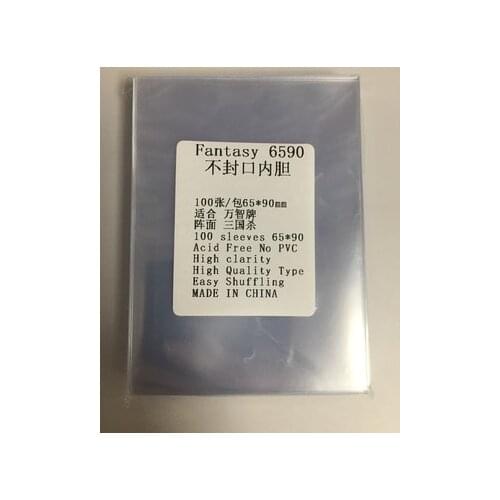 Fantasy 6590
不封口内胆
100张/包65*90mm
适合 万智牌
阵面 三国杀
100 sleeves 65*90
Acid Free No PVC
High clarity
High Quality Type
Easy Shuffling
MADE IN CHINA